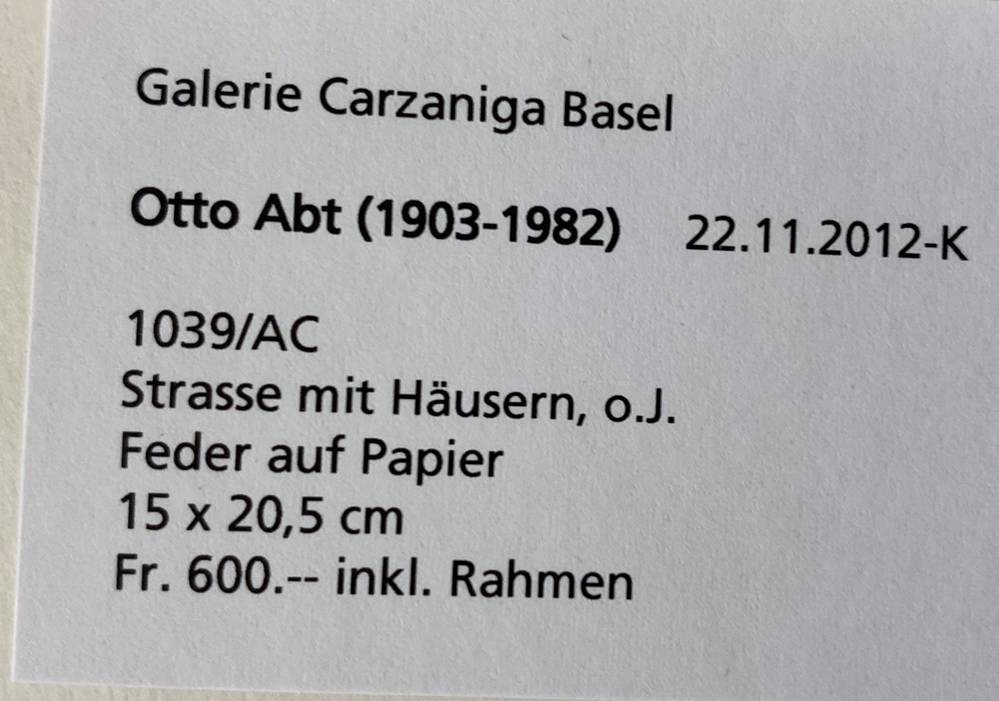 Galerie Carzaniga Basel
Otto Abt (1903-1982) 22.11.2012-K
1039/AC
Strasse mit Häusern, o.J.
Feder auf Papier
15 x 20,5 cm
Fr. 600.-- inkl. Rahmen